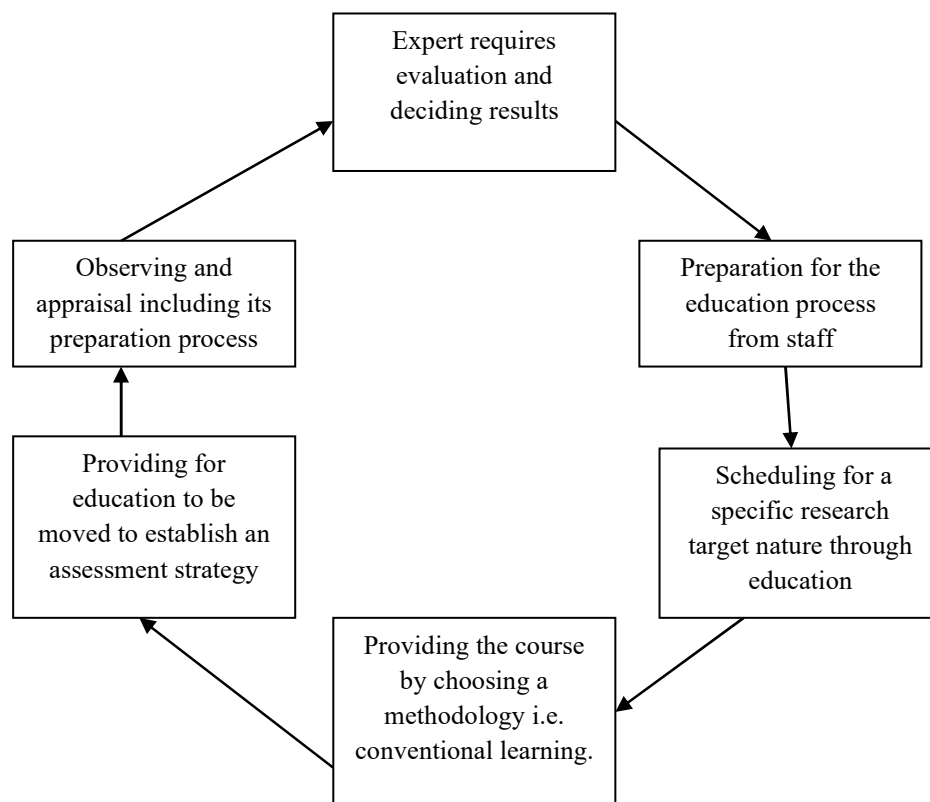 Expert requires
evaluation and
deciding results
Preparation for the
education process
from staff
Scheduling for a
specific research
target nature through
education
Providing the course
by choosing a
methodology i.e.
conventional learning.
Providing for
education to be
moved to establish an
assessment strategy
Observing and
appraisal including its
preparation process